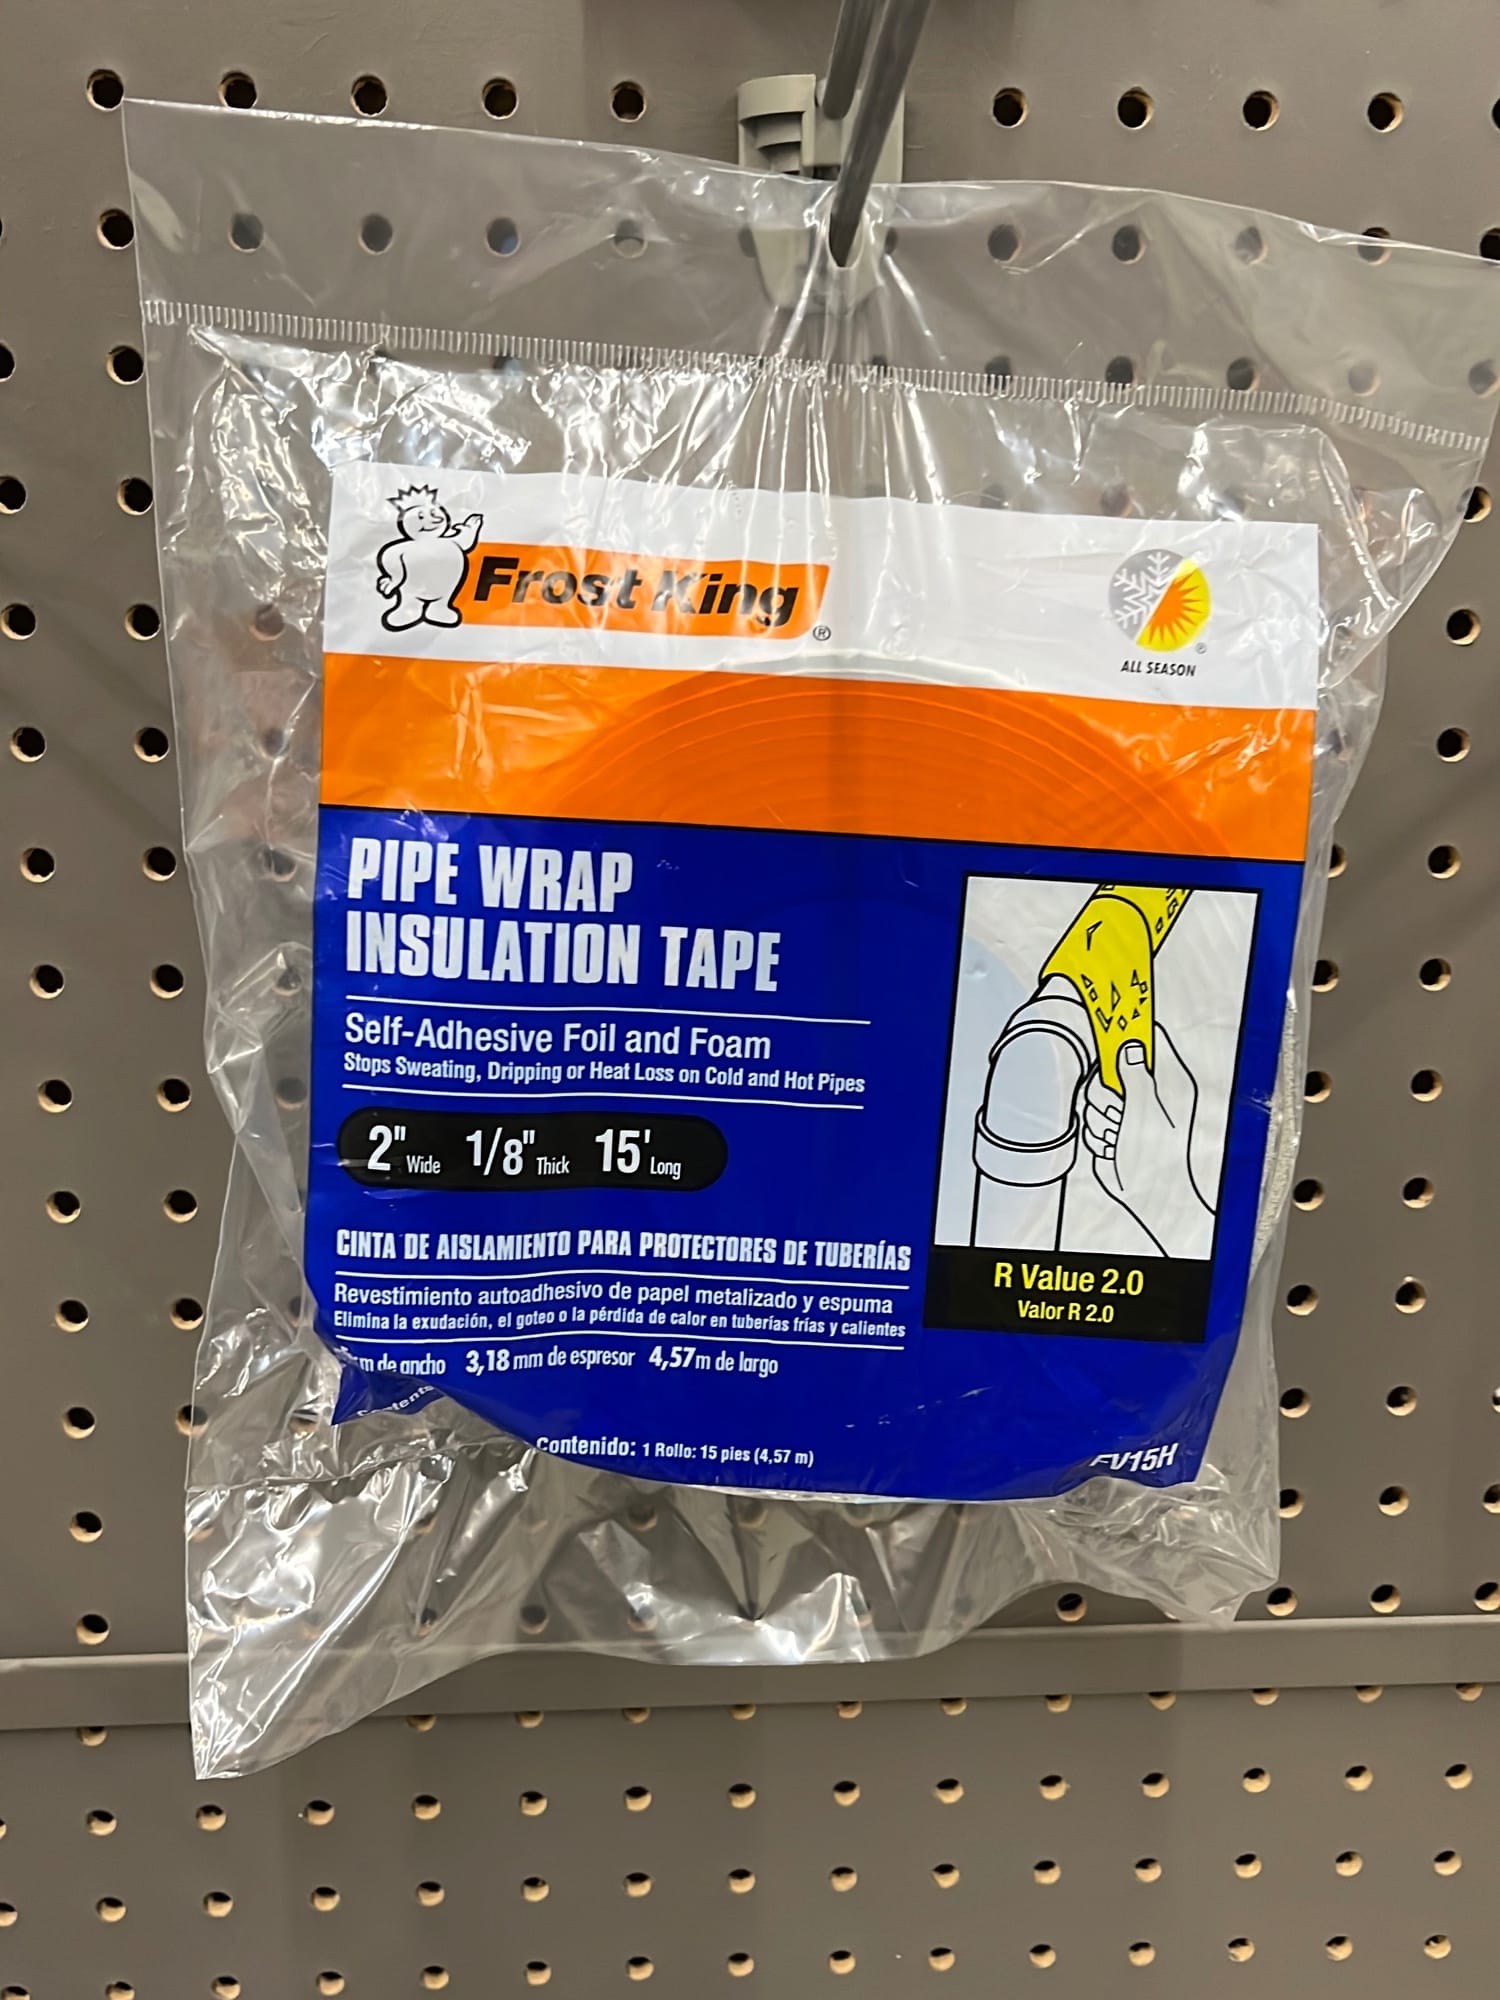 Frost King ®
®
ALL SEASON
PIPE WRAP
INSULATION TAPE
Self-Adhesive Foil and Foam
Stops Sweating, Dripping or Heat Loss on Cold and Hot Pipes
2" Wide 1/8" Thick 15' Long
CINTA DE AISLAMIENTO PARA PROTECTORES DE TUBERÍAS
Revestimiento autoadhesivo de papel metalizado y espuma
Elimina la exudación, el goteo o la pérdida de calor en tuberías frías y calientes
de ancho 3,18 mm de espresor 4,57m de largo
R Value 2.0
Valor R 2.0
Contenido: 1 Rollo: 15 pies (4,57 m)
FV15H